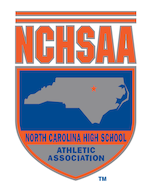 NCHSAA
NORTH CAROLINA HIGH SCHOOL
ATHLETIC
ASSOCIATION
TM